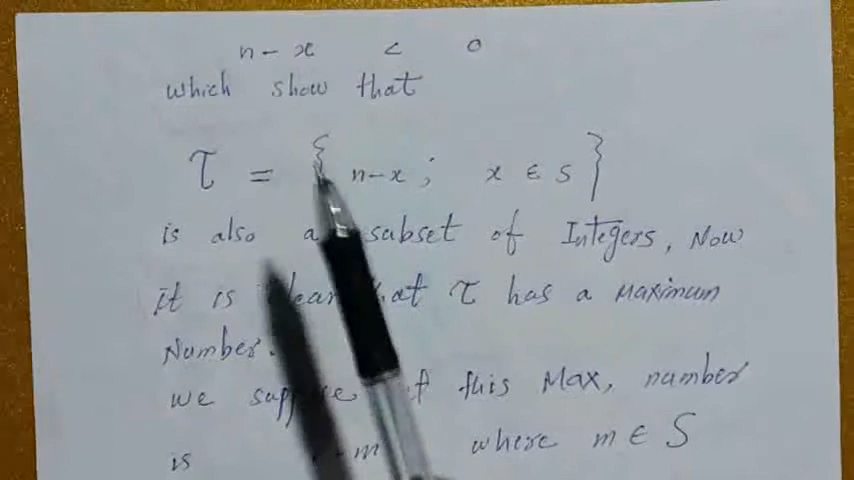 n - x < 0
which show that
τ = { n-x ; x ∈ S }
is also a subset of Integers, Now
it is that τ has a Maximum
Number.
we this Max, number
is m where m ∈ S